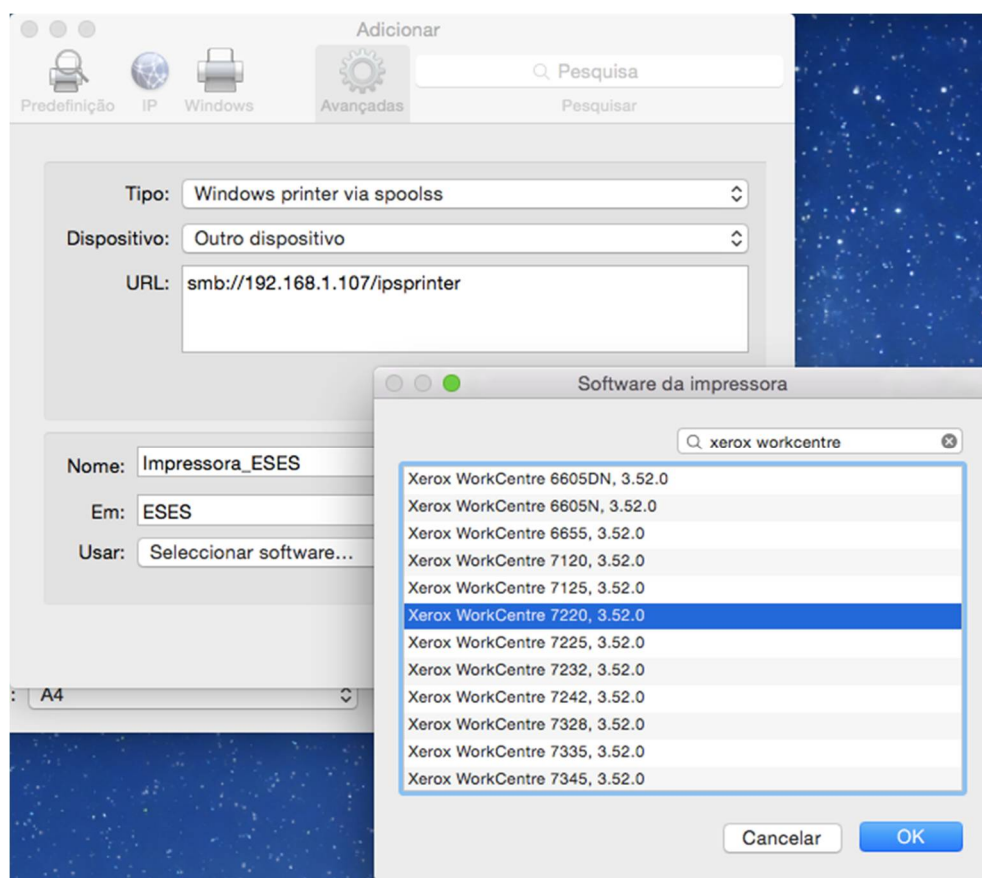 Adicionar
Predefinição IP Windows Avançadas Pesquisa
Pesquisar
Tipo: Windows printer via spoolss
Dispositivo: Outro dispositivo
URL: smb://192.168.1.107/ipsprinter
Nome: Impressora_ESES
Em: ESES
Usar: Seleccionar software...
: A4
Software da impressora
xerox workcentre
Xerox WorkCentre 6605DN, 3.52.0
Xerox WorkCentre 6605N, 3.52.0
Xerox WorkCentre 6655, 3.52.0
Xerox WorkCentre 7120, 3.52.0
Xerox WorkCentre 7125, 3.52.0
Xerox WorkCentre 7220, 3.52.0
Xerox WorkCentre 7225, 3.52.0
Xerox WorkCentre 7232, 3.52.0
Xerox WorkCentre 7242, 3.52.0
Xerox WorkCentre 7328, 3.52.0
Xerox WorkCentre 7335, 3.52.0
Xerox WorkCentre 7345, 3.52.0
Cancelar OK